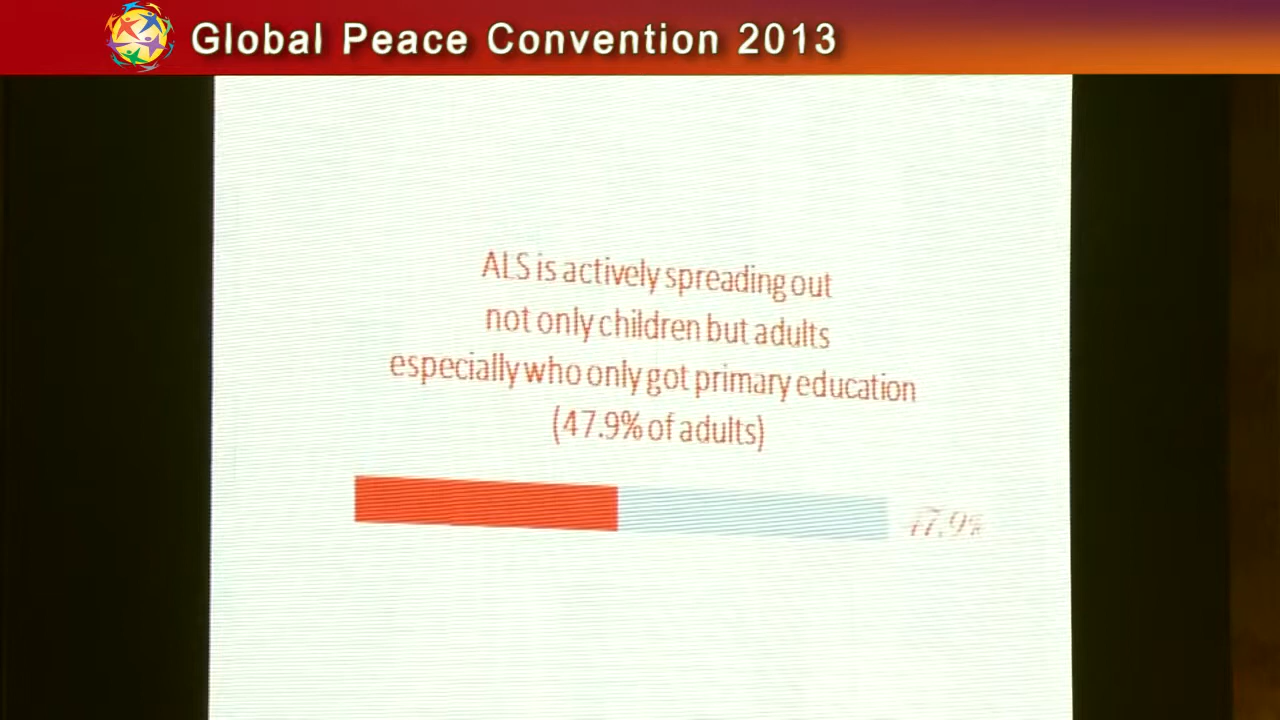 Global Peace Convention 2013
ALS is actively spreading out
not only children but adults
especially who only got primary education
(47.9% of adults)